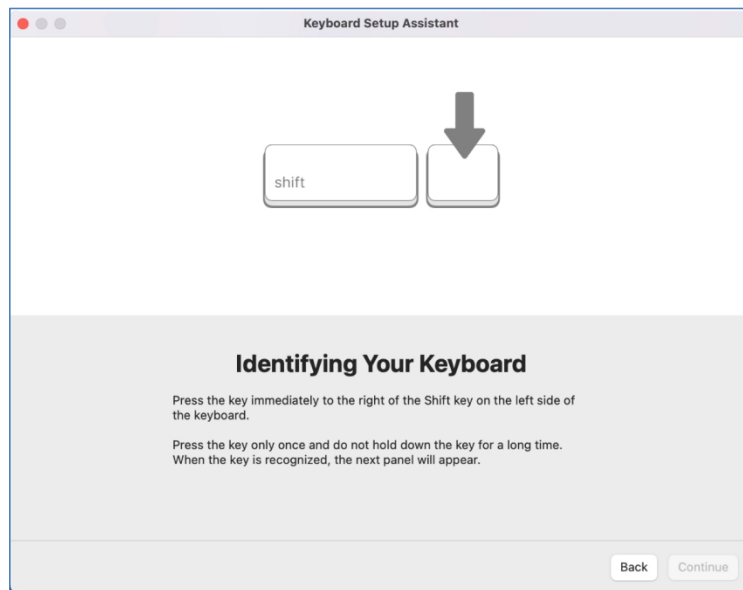 Keyboard Setup Assistant
shift
Identifying Your Keyboard
Press the key immediately to the right of the Shift key on the left side of
the keyboard.
Press the key only once and do not hold down the key for a long time.
When the key is recognized, the next panel will appear.
Back Continue